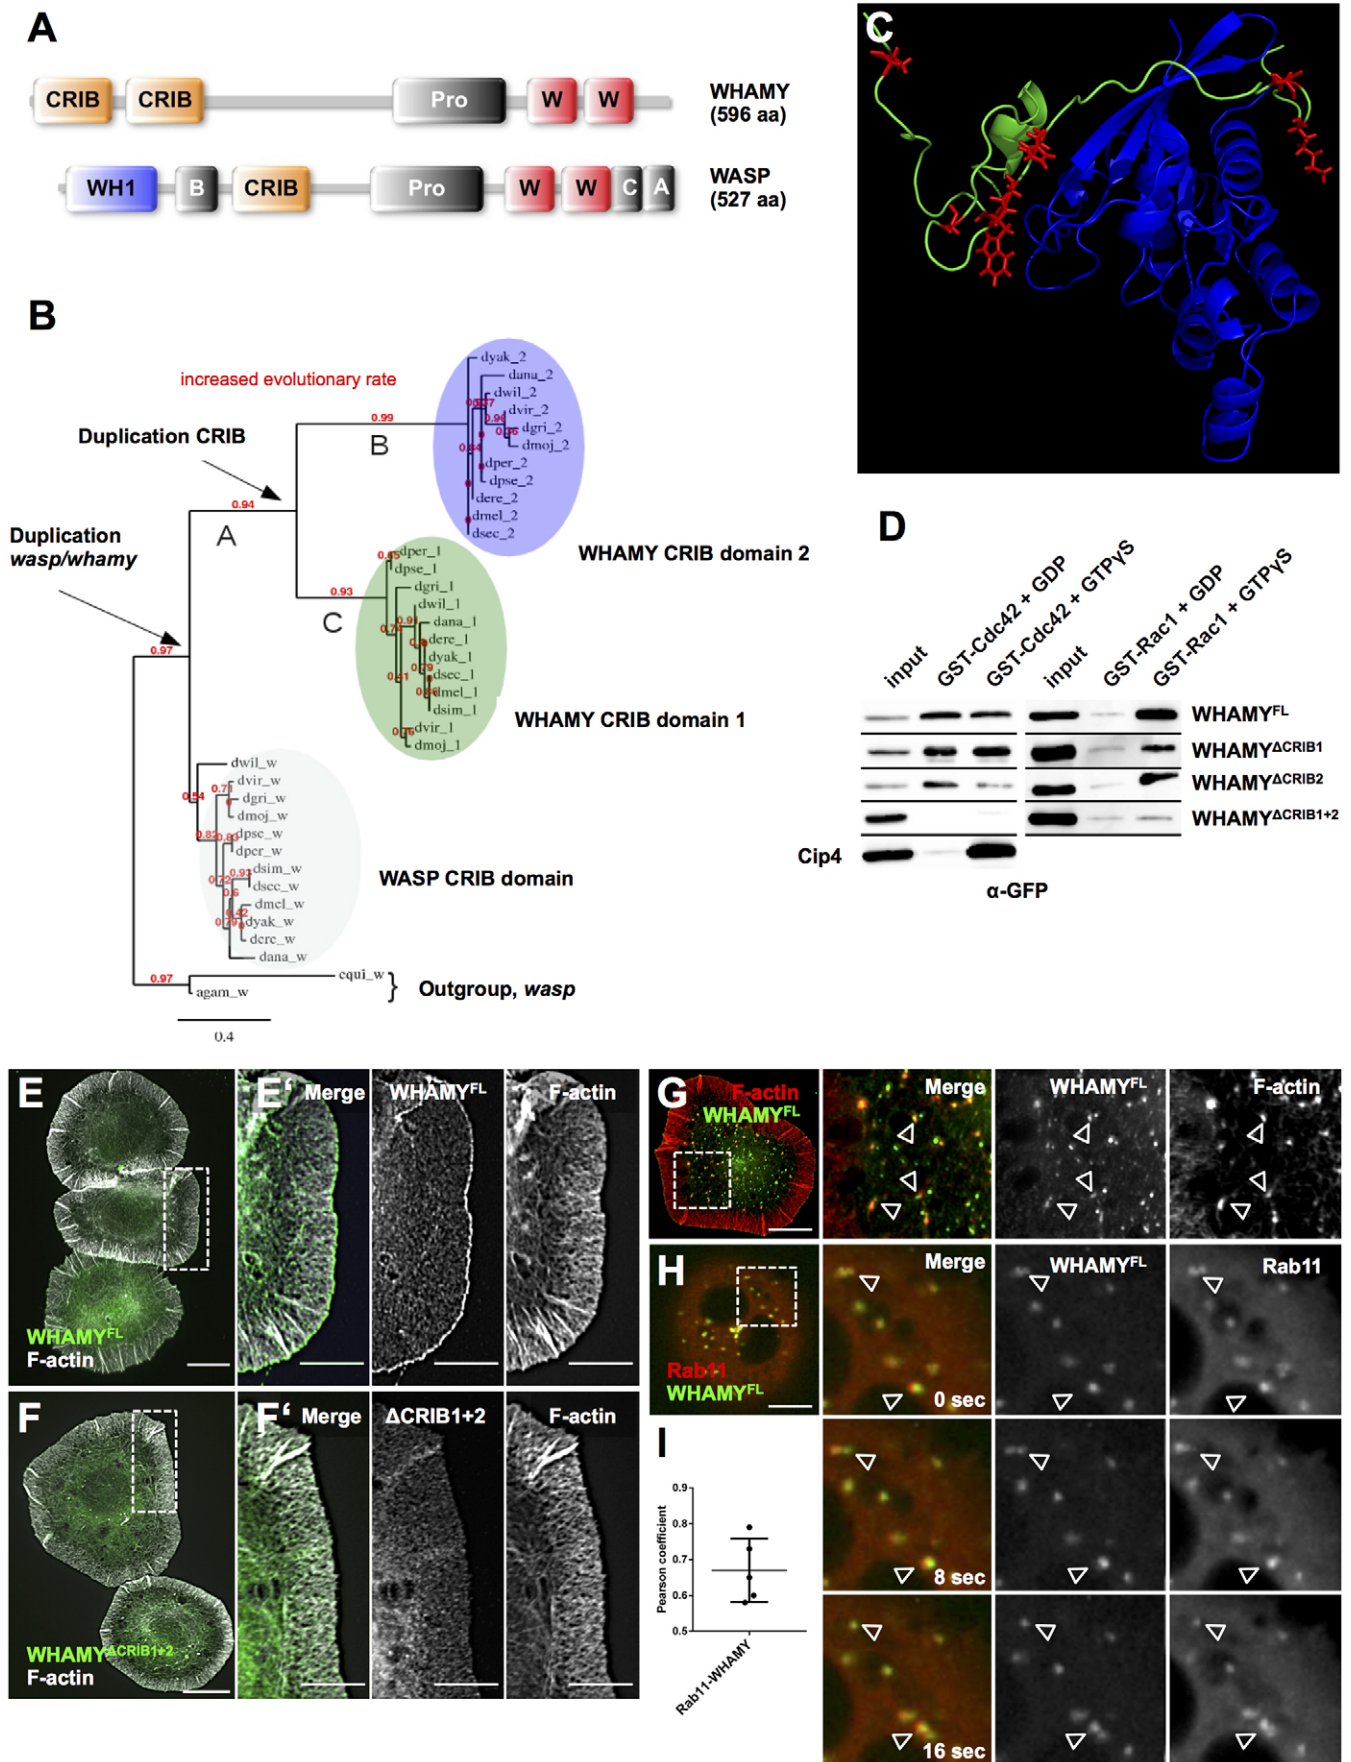 A
CRIB CRIB Pro W W
WHAMY
(596 aa)
WH1 B CRIB Pro W W C A
WASP
(527 aa)
B
increased evolutionary rate
Duplication CRIB
Duplication
wasp/whamy
0.99
B
0.94
A
0.93
C
0.97
0.97
dyak_2
dana_2
dwil_2
dvir_2
dgri_2
dmoj_2
dper_2
dpse_2
dere_2
dmel_2
dsec_2
WHAMY CRIB domain 2
dper_1
dpse_1
dgri_1
dwil_1
dana_1
dere_1
dyak_1
dsec_1
dmel_1
dsim_1
dvir_1
dmoj_1
WHAMY CRIB domain 1
dwil_w
dvir_w
dgri_w
dmoj_w
dpse_w
dper_w
dsim_w
dsec_w
dmel_w
dyak_w
dere_w
dana_w
WASP CRIB domain
cqui_w
agam_w
} Outgroup, wasp
0.4
C
D
input
GST-Cdc42 + GDP
GST-Cdc42 + GTPγS
input
GST-Rac1 + GDP
GST-Rac1 + GTPγS
WHAMYFL
WHAMYΔCRIB1
WHAMYΔCRIB2
WHAMYΔCRIB1+2
Cip4
α-GFP
E
WHAMYFL
F-actin
E' Merge
WHAMYFL
F-actin
F
WHAMYΔCRIB1+2
F-actin
F' Merge
ΔCRIB1+2
F-actin
G
F-actin
WHAMYFL
Merge
WHAMYFL
F-actin
H
Rab11
WHAMYFL
Merge
0 sec
WHAMYFL
Rab11
8 sec
16 sec
I
Pearson coefficient
0.9
0.8
0.7
0.6
0.5
Rab11-WHAMY